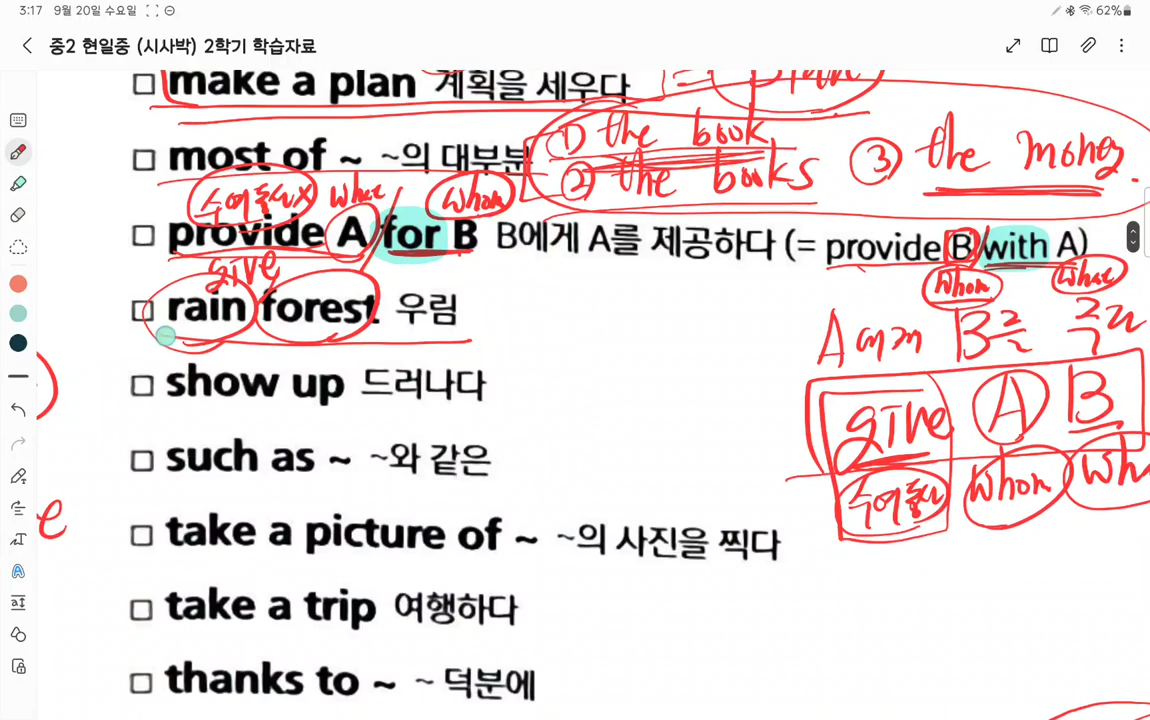 3:17 9월 20일 수요일 62%
중2 현일중 (시사박) 2학기 학습자료
make a plan 계획을 세우다 =
① the book
most of ~ ~의 대부분 ② the books ③ the money
수여동사x what whom
provide A for B B에게 A를 제공하다 (= provide B with A)
give whom what
rain forest 우림
A에게 B를 주다
show up 드러나다
give A B
such as ~ ~와 같은
수여동사 whom wha
take a picture of ~ ~의 사진을 찍다
take a trip 여행하다
thanks to ~ ~ 덕분에